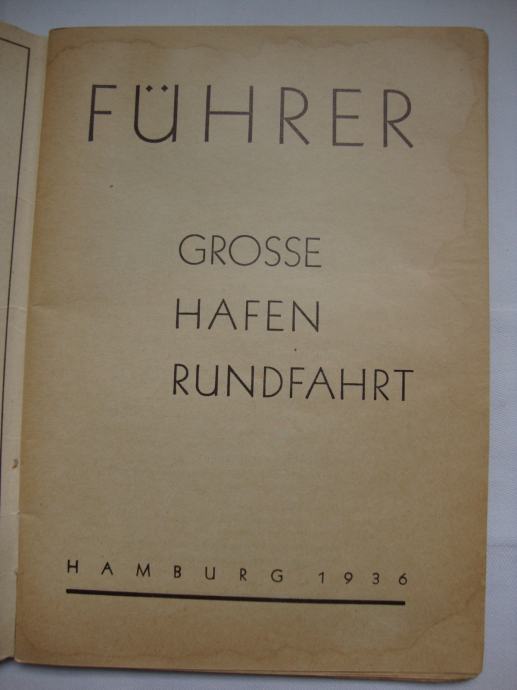 FÜHRER
GROSSE
HAFEN
RUNDFAHRT
HAMBURG 1936